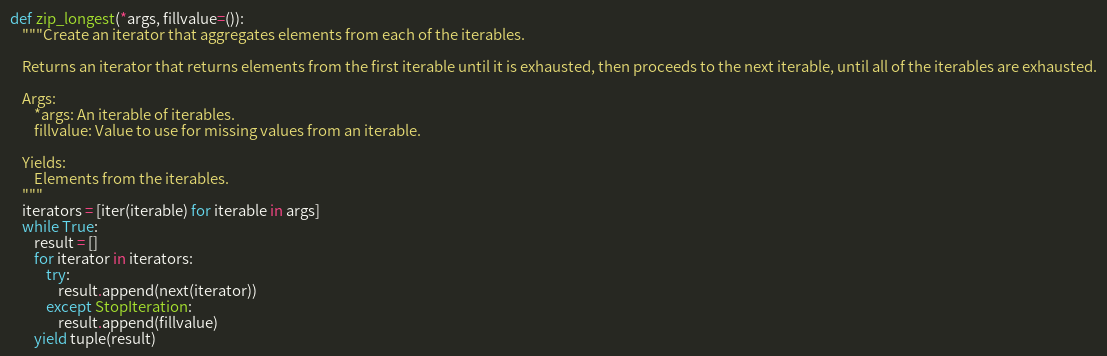 def zip_longest(*args, fillvalue=()):
    """Create an iterator that aggregates elements from each of the iterables.

    Returns an iterator that returns elements from the first iterable until it is exhausted, then proceeds to the next iterable, until all of the iterables are exhausted.

    Args:
        *args: An iterable of iterables.
        fillvalue: Value to use for missing values from an iterable.

    Yields:
        Elements from the iterables.
    """
    iterators = [iter(iterable) for iterable in args]
    while True:
        result = []
        for iterator in iterators:
            try:
                result.append(next(iterator))
            except StopIteration:
                result.append(fillvalue)
        yield tuple(result)